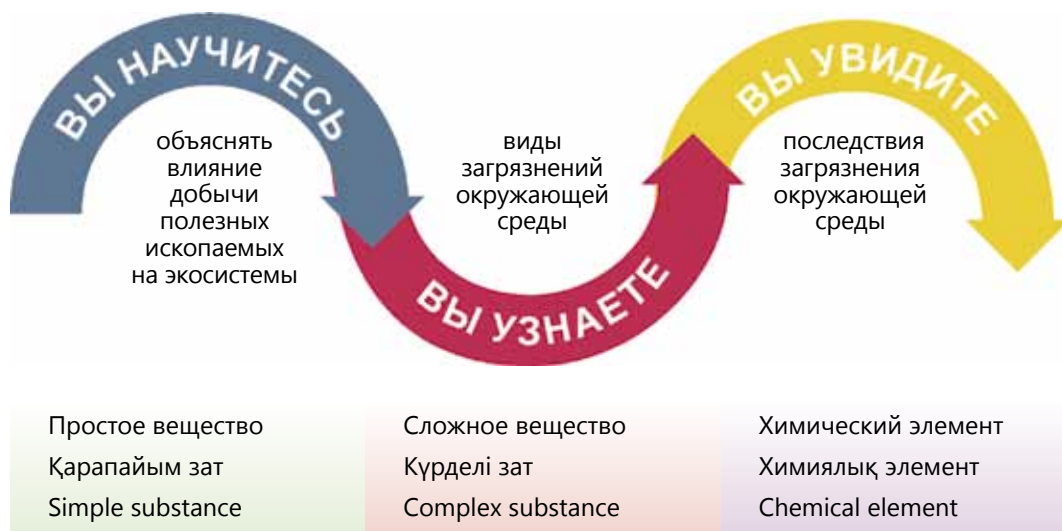 ВЫ НАУЧИТЕСЬ
объяснять
влияние
добычи
полезных
ископаемых
на экосистемы
ВЫ УЗНАЕТЕ
виды
загрязнений
окружающей
среды
ВЫ УВИДИТЕ
последствия
загрязнения
окружающей
среды
Простое вещество
Қарапайым зат
Simple substance
Сложное вещество
Күрделі зат
Complex substance
Химический элемент
Химиялық элемент
Chemical element